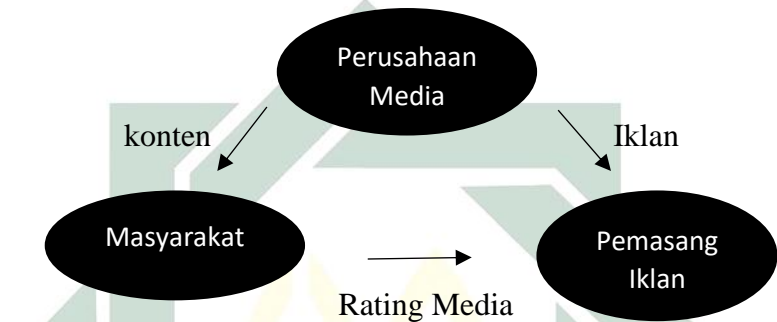 Perusahaan
Media
konten
Iklan
Masyarakat
Pemasang
Iklan
Rating Media